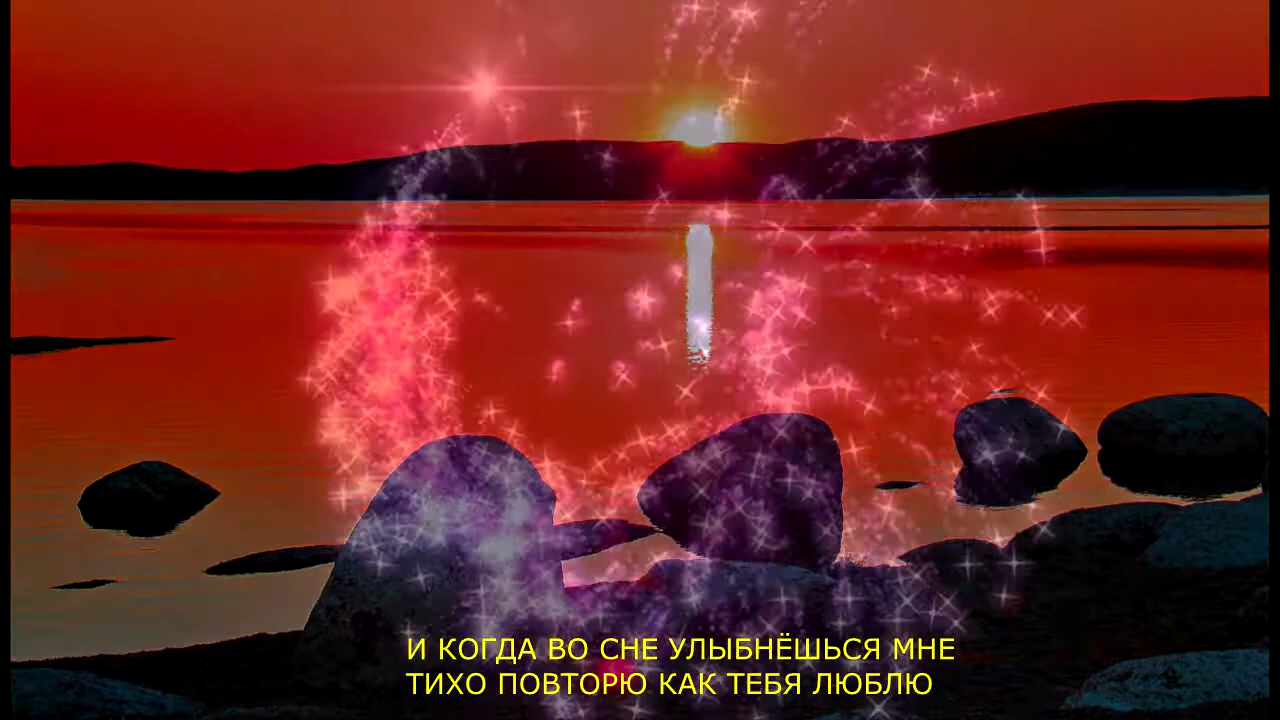 И КОГДА ВО СНЕ УЛЫБНЁШЬСЯ МНЕ
ТИХО ПОВТОРЮ КАК ТЕБЯ ЛЮБЛЮ